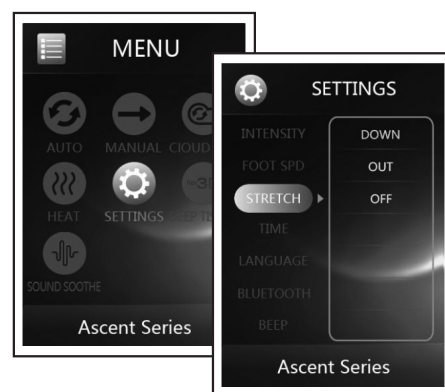 MENU
AUTO MANUAL CLOUD
HEAT SETTINGS
SOUND SOOTHE
Ascent Series
SETTINGS
INTENSITY
FOOT SPD
STRETCH
TIME
LANGUAGE
BLUETOOTH
BEEP
DOWN
OUT
OFF
Ascent Series